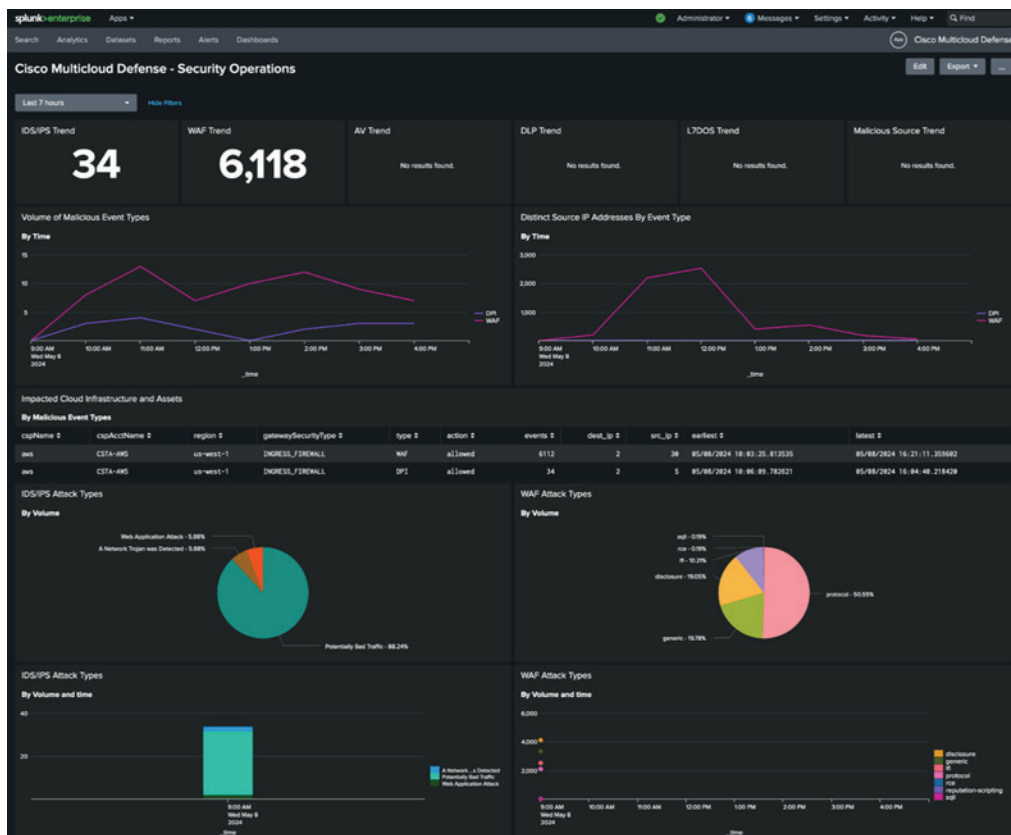 splunk>enterprise Apps Administrator 6 Messages Settings Activity Help Find
Search Analytics Datasets Reports Alerts Dashboards Cisco Multicloud Defense
Cisco Multicloud Defense - Security Operations Edit Export ...
Last 7 hours Hide Filters
IDS/IPS Trend WAF Trend AV Trend DLP Trend L7DOS Trend Malicious Source Trend
34 6,118 No results found. No results found. No results found. No results found.
Volume of Malicious Event Types
By Time
15
10
5
DPI
WAF
9:00 AM 10:00 AM 11:00 AM 12:00 PM 1:00 PM 2:00 PM 3:00 PM 4:00 PM
Wed May 8
2024
_time
Distinct Source IP Addresses By Event Type
By Time
3,000
2,000
1,000
DPI
WAF
9:00 AM 10:00 AM 11:00 AM 12:00 PM 1:00 PM 2:00 PM 3:00 PM 4:00 PM
Wed May 8
2024
_time
Impacted Cloud Infrastructure and Assets
By Malicious Event Types
cspName cspAcctName region gatewaySecurityType type action events dest_ip src_ip earliest latest
aws CSTA-AWS us-west-1 INGRESS_FIREWALL WAF allowed 6112 2 30 05/08/2024 10:03:25.813535 05/08/2024 16:21:11.359602
aws CSTA-AWS us-west-1 INGRESS_FIREWALL DPI allowed 34 2 5 05/08/2024 10:06:09.782621 05/08/2024 16:04:40.218420
IDS/IPS Attack Types
By Volume
Web Application Attack - 5.88%
A Network Trojan was Detected - 5.88%
Potentially Bad Traffic - 88.24%
WAF Attack Types
By Volume
sqli - 0.19%
rce - 0.19%
lfi - 10.21%
disclosure - 19.05%
protocol - 50.55%
generic - 19.78%
IDS/IPS Attack Types
By Volume and time
40
20
A Network ...s Detected
Potentially Bad Traffic
Web Application Attack
9:00 AM
Wed May 8
2024
_time
WAF Attack Types
By Volume and time
6,000
4,000
2,000
disclosure
generic
lfi
protocol
rce
reputation-scripting
sqli
9:00 AM 10:00 AM 11:00 AM 12:00 PM 1:00 PM 2:00 PM 3:00 PM 4:00 PM
Wed May 8
2024
_time